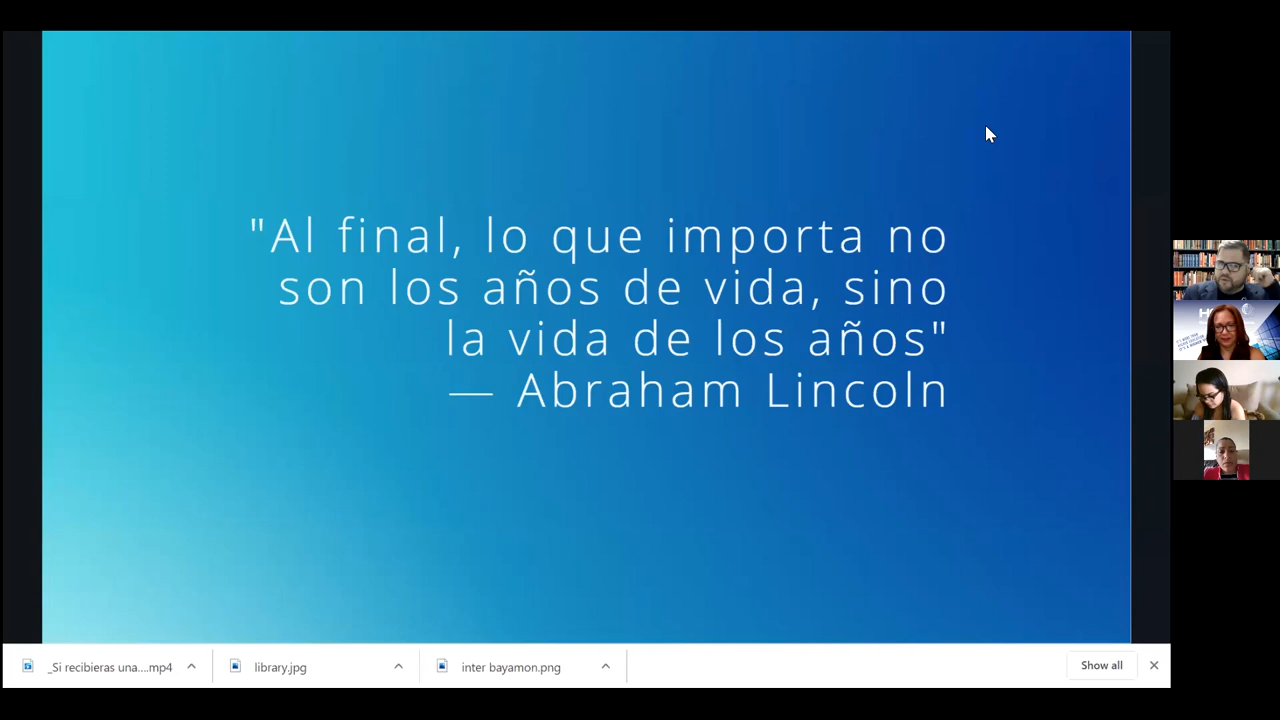 "Al final, lo que importa no
son los años de vida, sino
la vida de los años"
— Abraham Lincoln
_Si recibieras una....mp4
library.jpg
inter bayamon.png
Show all